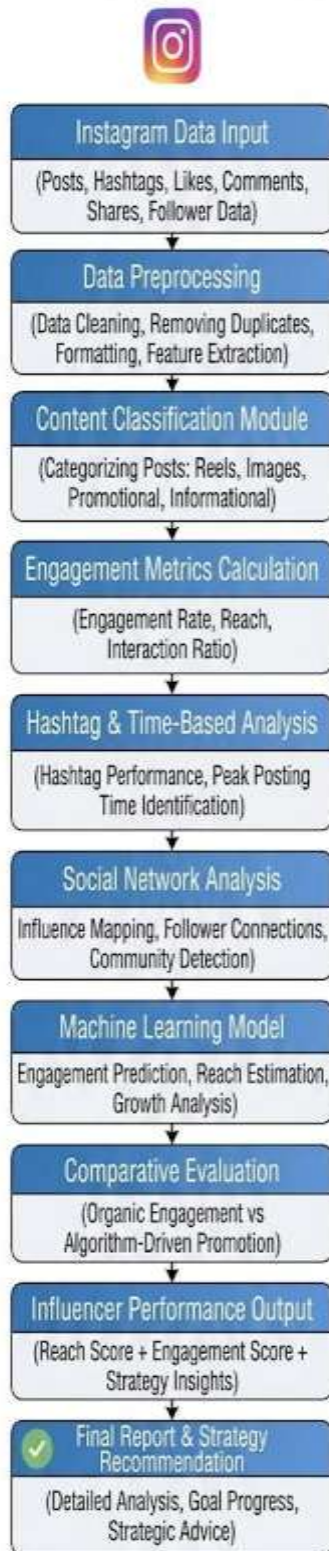 Instagram Data Input
(Posts, Hashtags, Likes, Comments,
Shares, Follower Data)
Data Preprocessing
(Data Cleaning, Removing Duplicates,
Formatting, Feature Extraction)
Content Classification Module
(Categorizing Posts: Reels, Images,
Promotional, Informational)
Engagement Metrics Calculation
(Engagement Rate, Reach,
Interaction Ratio)
Hashtag & Time-Based Analysis
(Hashtag Performance, Peak Posting
Time Identification)
Social Network Analysis
Influence Mapping, Follower Connections,
Community Detection)
Machine Learning Model
Engagement Prediction, Reach Estimation,
Growth Analysis)
Comparative Evaluation
(Organic Engagement vs
Algorithm-Driven Promotion)
Influencer Performance Output
(Reach Score + Engagement Score +
Strategy Insights)
Final Report & Strategy
Recommendation
(Detailed Analysis, Goal Progress,
Strategic Advice)